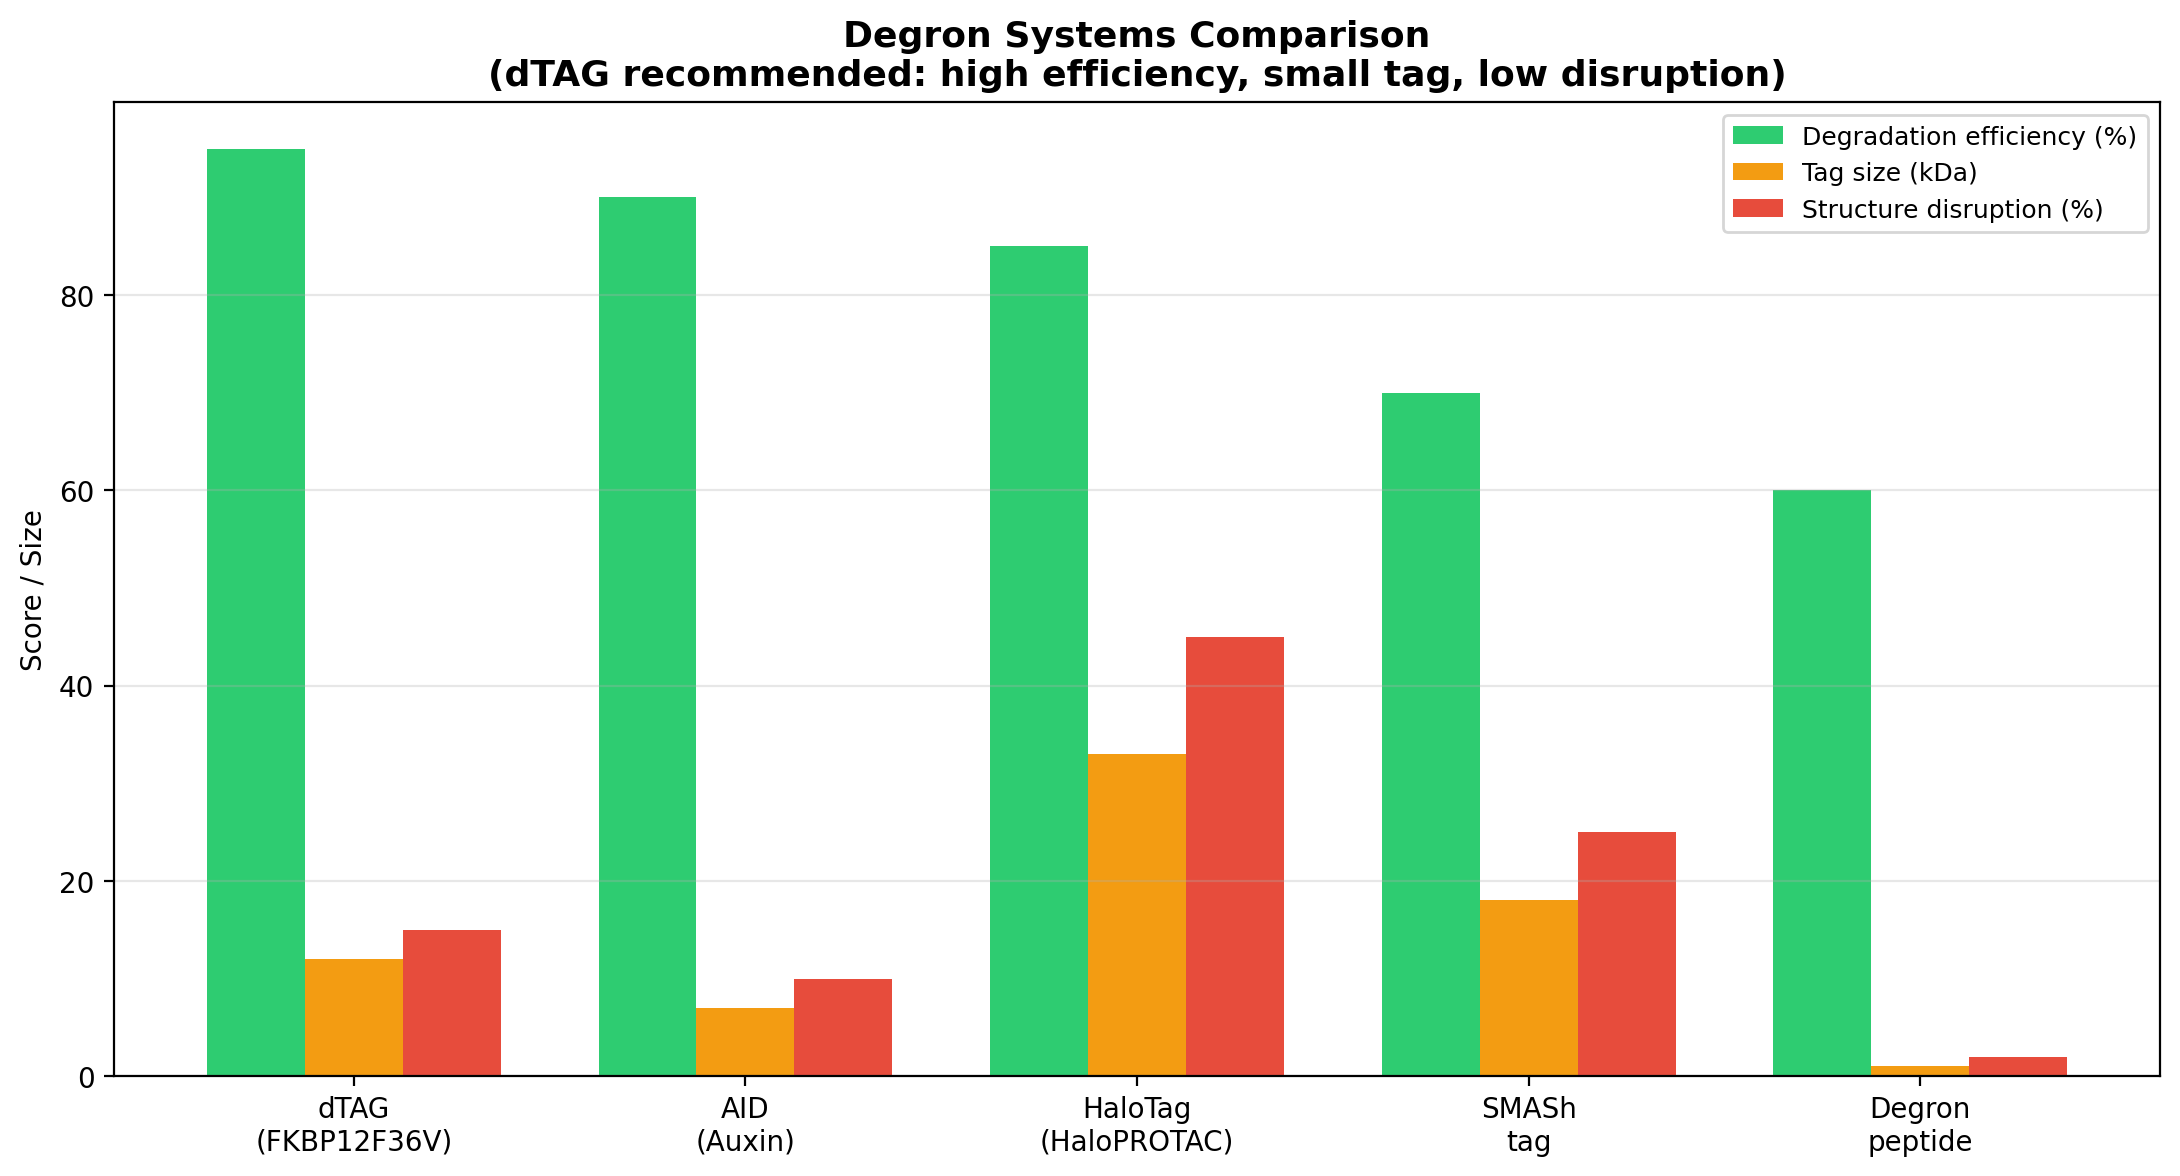 Degron Systems Comparison
(dTAG recommended: high efficiency, small tag, low disruption)
Degradation efficiency (%)
Tag size (kDa)
Structure disruption (%)
Score / Size
80
60
40
20
0
dTAG
(FKBP12F36V)
AID
(Auxin)
HaloTag
(HaloPROTAC)
SMASh
tag
Degron
peptide